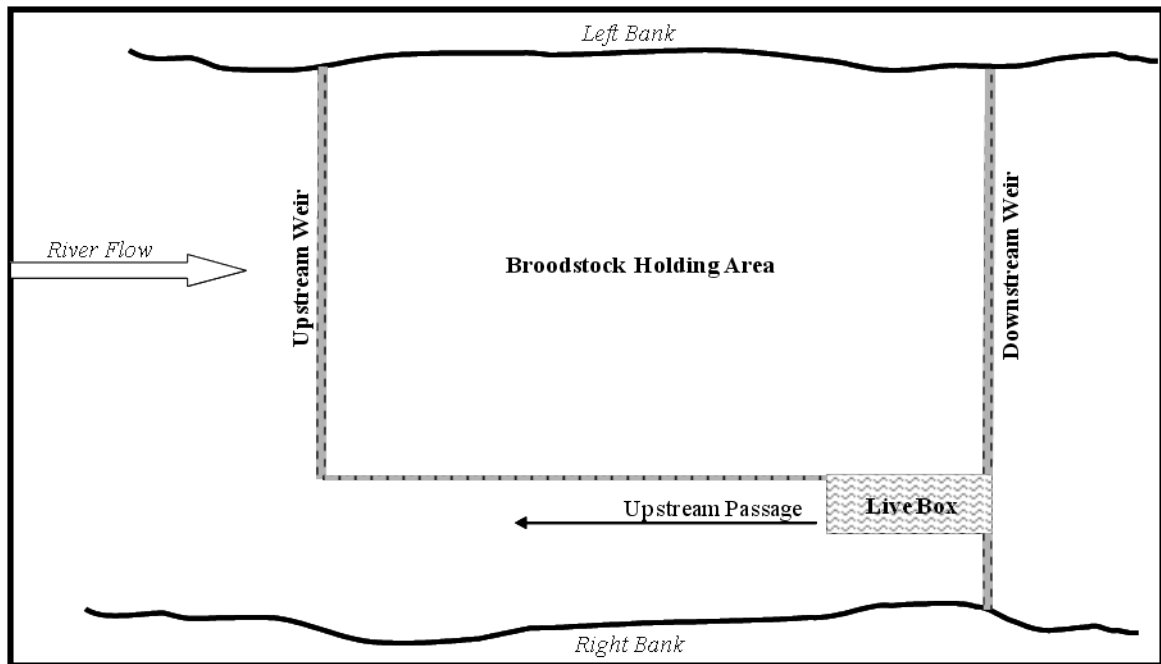 Left Bank
River Flow
Upstream Weir
Broodstock Holding Area
Downstream Weir
Upstream Passage
Live Box
Right Bank